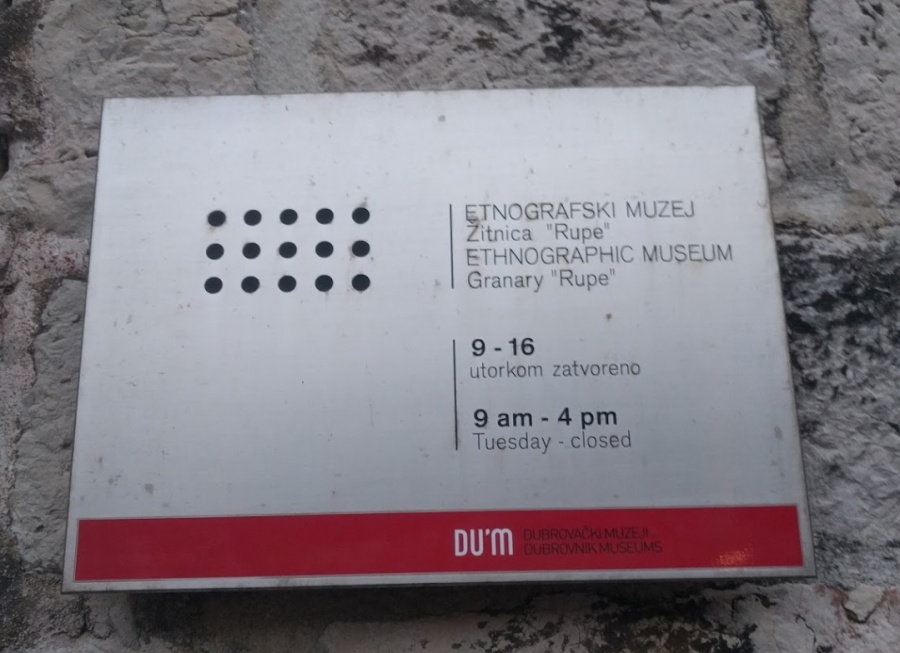 ETNOGRAFSKI MUZEJ
Žitnica "Rupe"
ETHNOGRAPHIC MUSEUM
Granary "Rupe"
9 - 16
utorkom zatvoreno
9 am - 4 pm
Tuesday - closed
DU'M
DUBROVAČKI MUZEJI
DUBROVNIK MUSEUMS